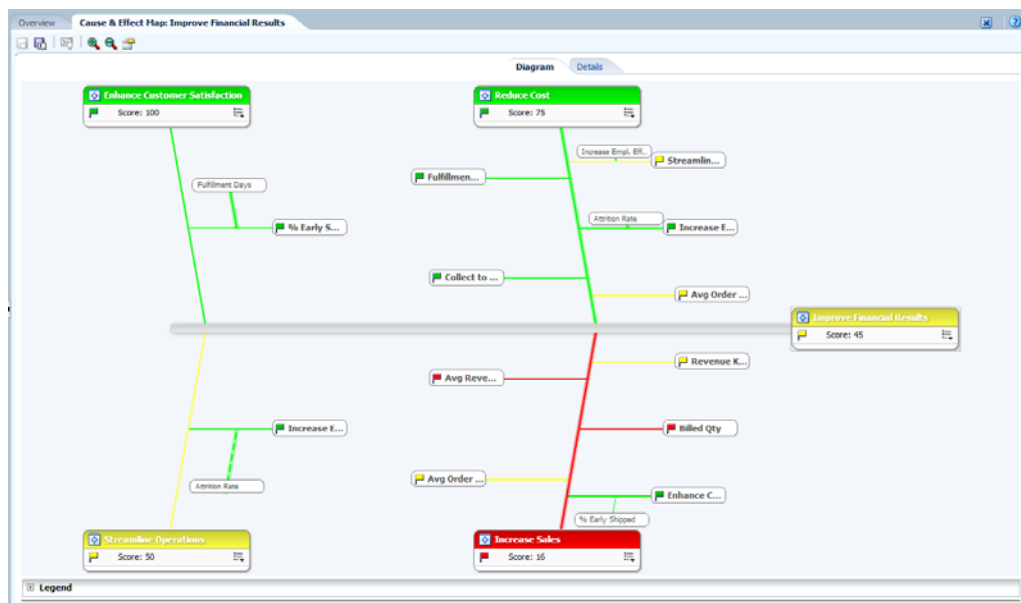 Overview
Cause & Effect Map: Improve Financial Results
Diagram
Details
Enhance Customer Satisfaction
Score: 100
Reduce Cost
Score: 75
Increase Empl. Eff..
Streamlin...
Fulfillmen...
Fulfillment Days
Attrition Rate
% Early S...
Increase E...
Collect to ...
Avg Order ...
Improve Financial Results
Score: 45
Revenue K...
Avg Reve...
Increase E...
Billed Qty
Avg Order ...
Attrition Rate
Enhance C...
% Early Shipped
Streamline Operations
Score: 50
Increase Sales
Score: 16
Legend